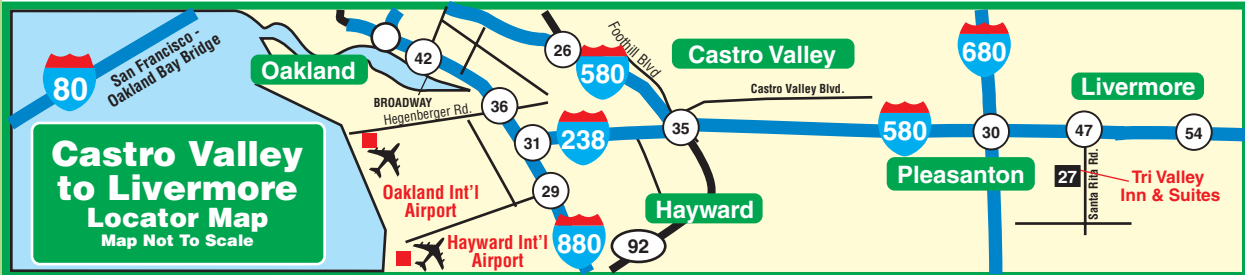 80
San Francisco -
Oakland Bay Bridge
Oakland
42
BROADWAY
Hegenberger Rd.
36
26
Foothill Blvd
580
Castro Valley
Castro Valley Blvd.
680
Livermore
31
238
35
580
30
47
54
Castro Valley
to Livermore
Locator Map
Map Not To Scale
Oakland Int'l
Airport
29
Hayward
Pleasanton
27
Santa Rita Rd.
Tri Valley
Inn & Suites
Hayward Int'l
Airport
880
92